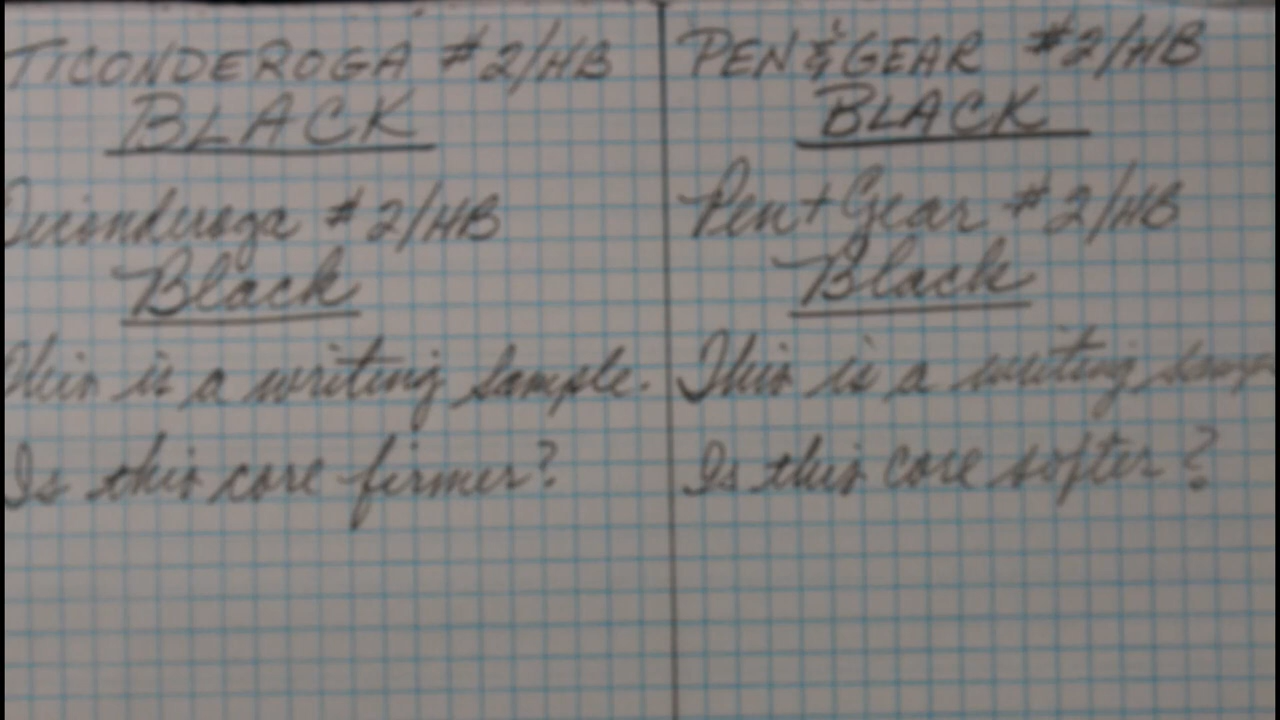 TICONDEROGA #2/HB
BLACK
Ticonderoga #2/HB
Black
This is a writing sample.
Is this core firmer?
PEN & GEAR #2/HB
BLACK
Pen + Gear #2/HB
Black
This is a writing samp
Is this core softer?